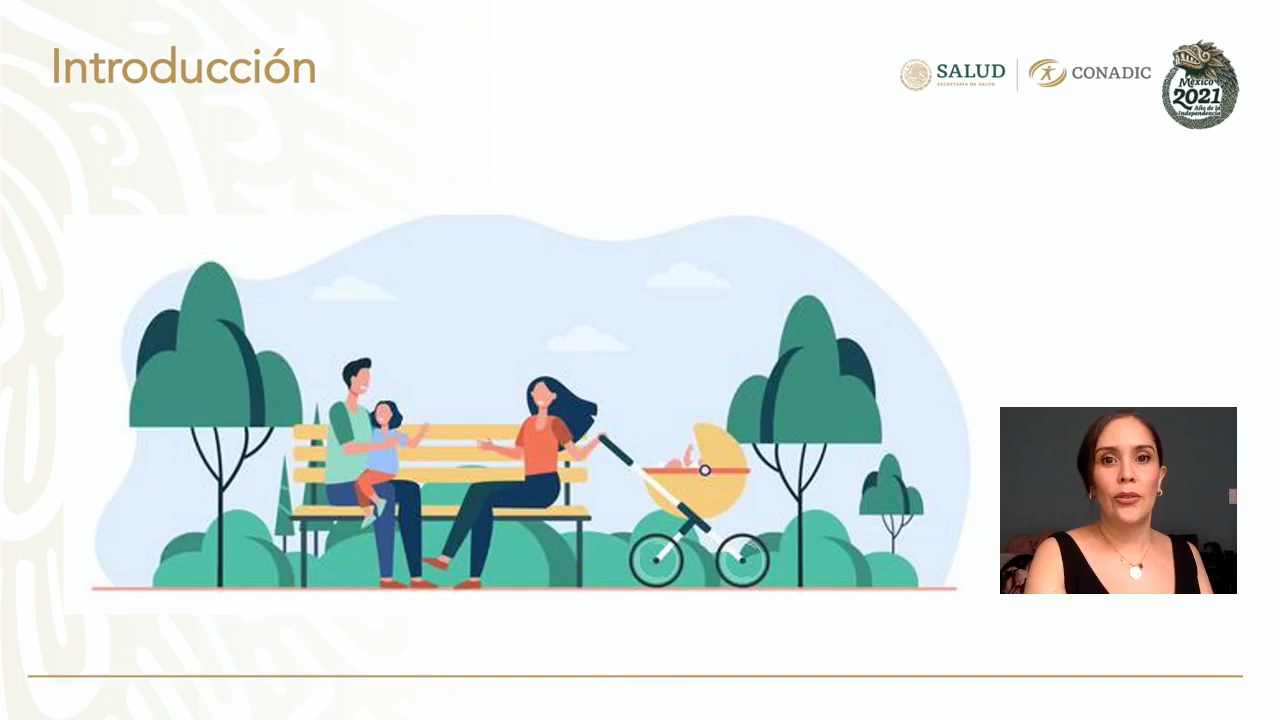 Introducción
SALUD
SECRETARÍA DE SALUD
CONADIC
México
2021
Año de la
Independencia